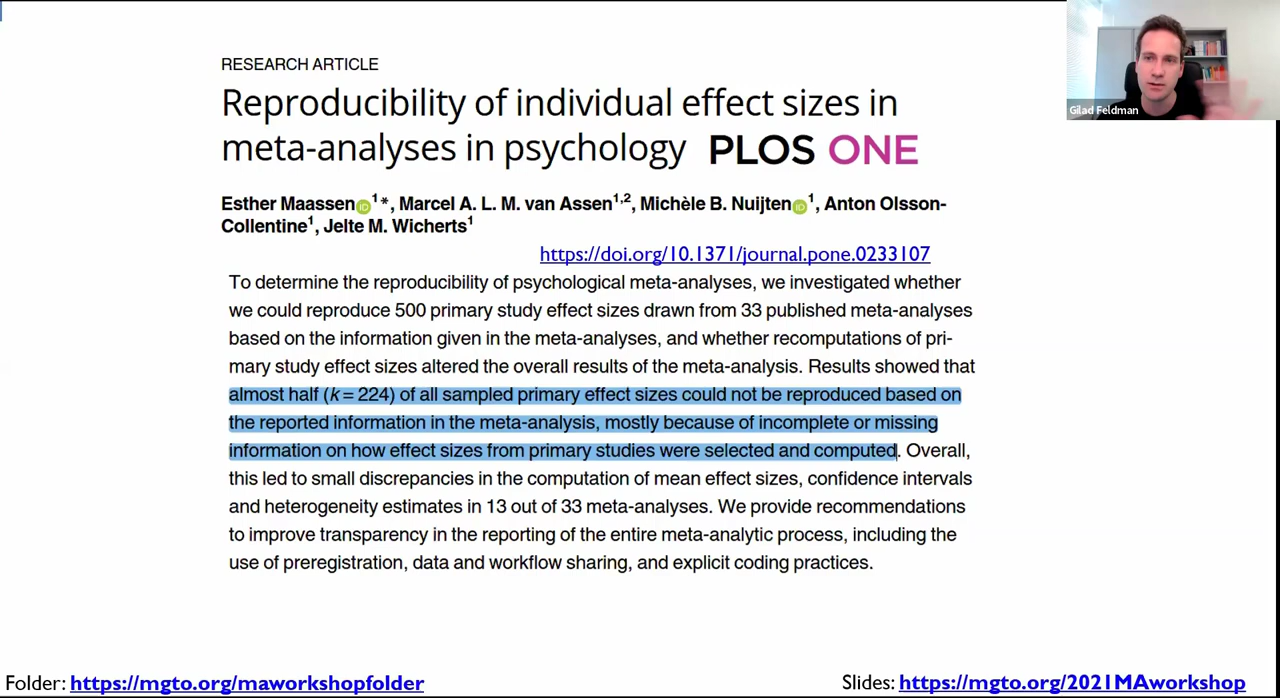 RESEARCH ARTICLE
Reproducibility of individual effect sizes in
meta-analyses in psychology PLOS ONE
Esther Maassen iD 1*, Marcel A. L. M. van Assen1,2, Michèle B. Nuijten iD 1, Anton Olsson-
Collentine1, Jelte M. Wicherts1
https://doi.org/10.1371/journal.pone.0233107
To determine the reproducibility of psychological meta-analyses, we investigated whether
we could reproduce 500 primary study effect sizes drawn from 33 published meta-analyses
based on the information given in the meta-analyses, and whether recomputations of pri-
mary study effect sizes altered the overall results of the meta-analysis. Results showed that
almost half (k = 224) of all sampled primary effect sizes could not be reproduced based on
the reported information in the meta-analysis, mostly because of incomplete or missing
information on how effect sizes from primary studies were selected and computed. Overall,
this led to small discrepancies in the computation of mean effect sizes, confidence intervals
and heterogeneity estimates in 13 out of 33 meta-analyses. We provide recommendations
to improve transparency in the reporting of the entire meta-analytic process, including the
use of preregistration, data and workflow sharing, and explicit coding practices.
Gilad Feldman
Folder: https://mgto.org/maworkshopfolder
Slides: https://mgto.org/2021MAworkshop